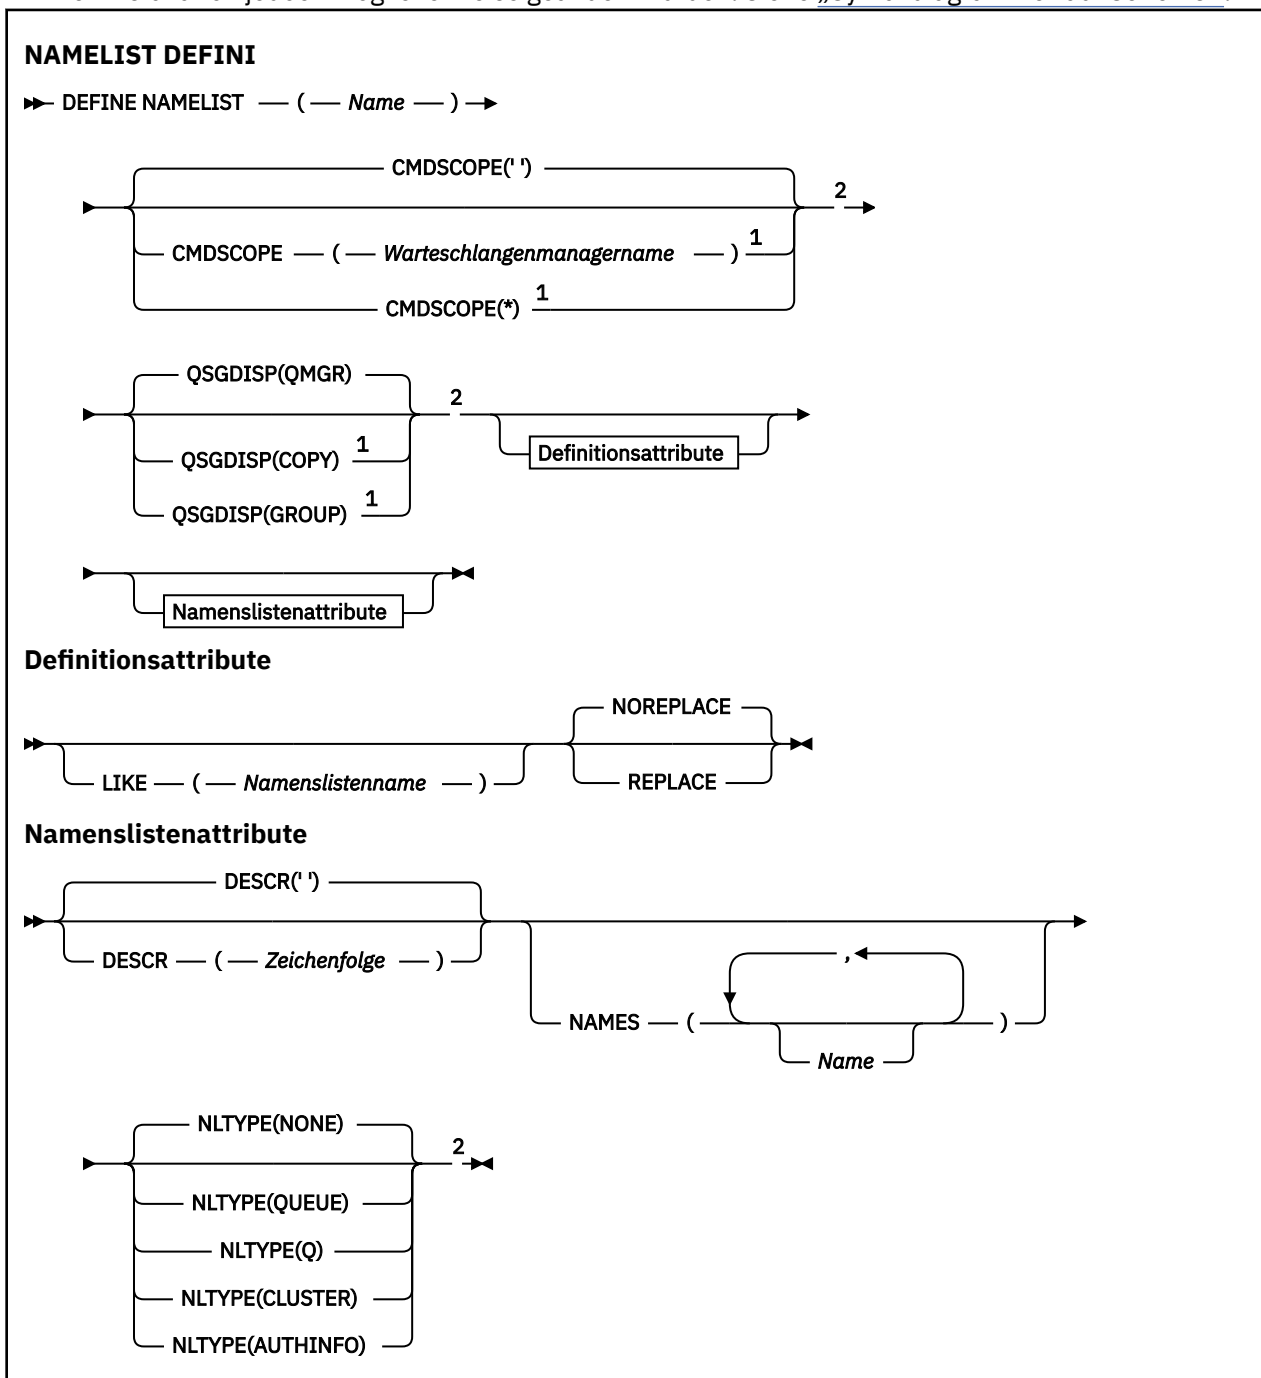 NAMELIST DEFINI
DEFINE NAMELIST ( Name )
CMDSCOPE(' ')
2
CMDSCOPE ( Warteschlangenmanagername ) 1
CMDSCOPE(*) 1
QSGDISP(QMGR)
2
QSGDISP(COPY) 1
Definitionsattribute
QSGDISP(GROUP) 1
Namenslistenattribute
Definitionsattribute
NOREPLACE
LIKE ( Namenslistenname )
REPLACE
Namenslistenattribute
DESCR(' ')
DESCR ( Zeichenfolge )
,
NAMES ( )
Name
NLTYPE(NONE)
2
NLTYPE(QUEUE)
NLTYPE(Q)
NLTYPE(CLUSTER)
NLTYPE(AUTHINFO)